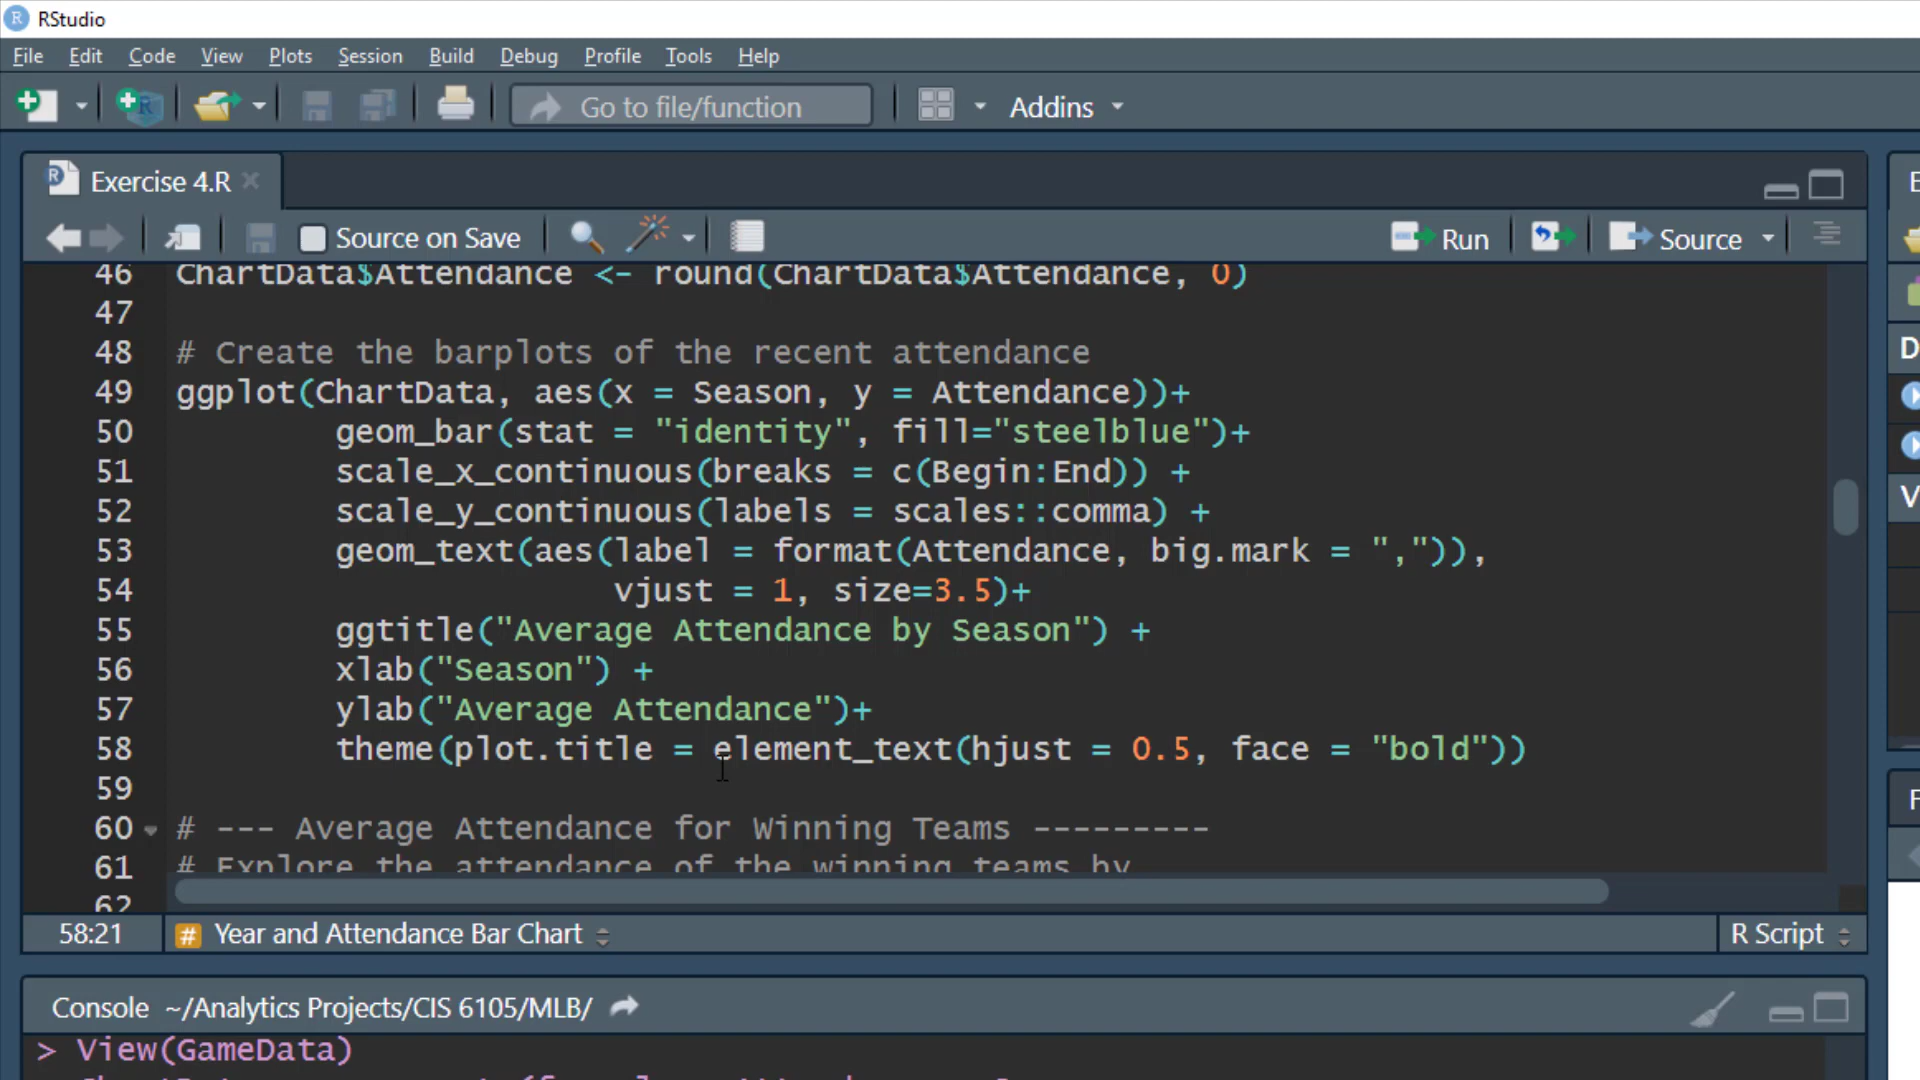 RStudio
File Edit Code View Plots Session Build Debug Profile Tools Help
Go to file/function Addins
Exercise 4.R
Source on Save Run Source
46 ChartData$Attendance <- round(ChartData$Attendance, 0)
47
48 # Create the barplots of the recent attendance
49 ggplot(ChartData, aes(x = Season, y = Attendance))+
50 geom_bar(stat = "identity", fill="steelblue")+
51 scale_x_continuous(breaks = c(Begin:End)) +
52 scale_y_continuous(labels = scales::comma) +
53 geom_text(aes(label = format(Attendance, big.mark = ",")),
54 vjust = 1, size=3.5)+
55 ggtitle("Average Attendance by Season") +
56 xlab("Season") +
57 ylab("Average Attendance")+
58 theme(plot.title = element_text(hjust = 0.5, face = "bold"))
59
60 # --- Average Attendance for Winning Teams ---------
61 # Explore the attendance of the winning teams by
62
58:21 # Year and Attendance Bar Chart R Script
Console ~/Analytics Projects/CIS 6105/MLB/
> View(GameData)